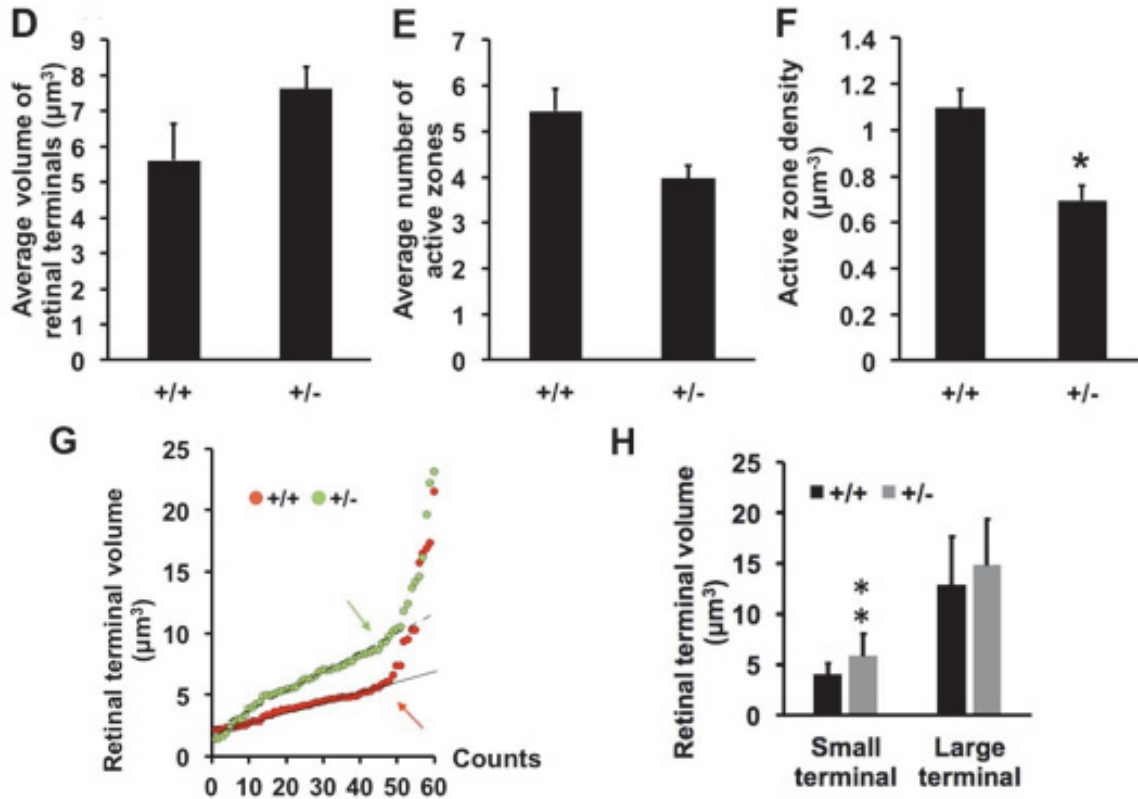 D
Average volume of
retinal terminals (µm³)
9
8
7
6
5
4
3
2
1
0
+/+ +/-
E
Average number of
active zones
7
6
5
4
3
2
1
0
+/+ +/-
F
Active zone density
(µm⁻³)
1.4
1.2
1
0.8
0.6
0.4
0.2
0
*
+/+ +/-
G
Retinal terminal volume
(µm³)
25
20
15
10
5
0
+/+ +/-
Counts
0 10 20 30 40 50 60
H
Retinal terminal volume
(µm³)
25
20
15
10
5
0
+/+ +/-
*
*
Small
terminal
Large
terminal